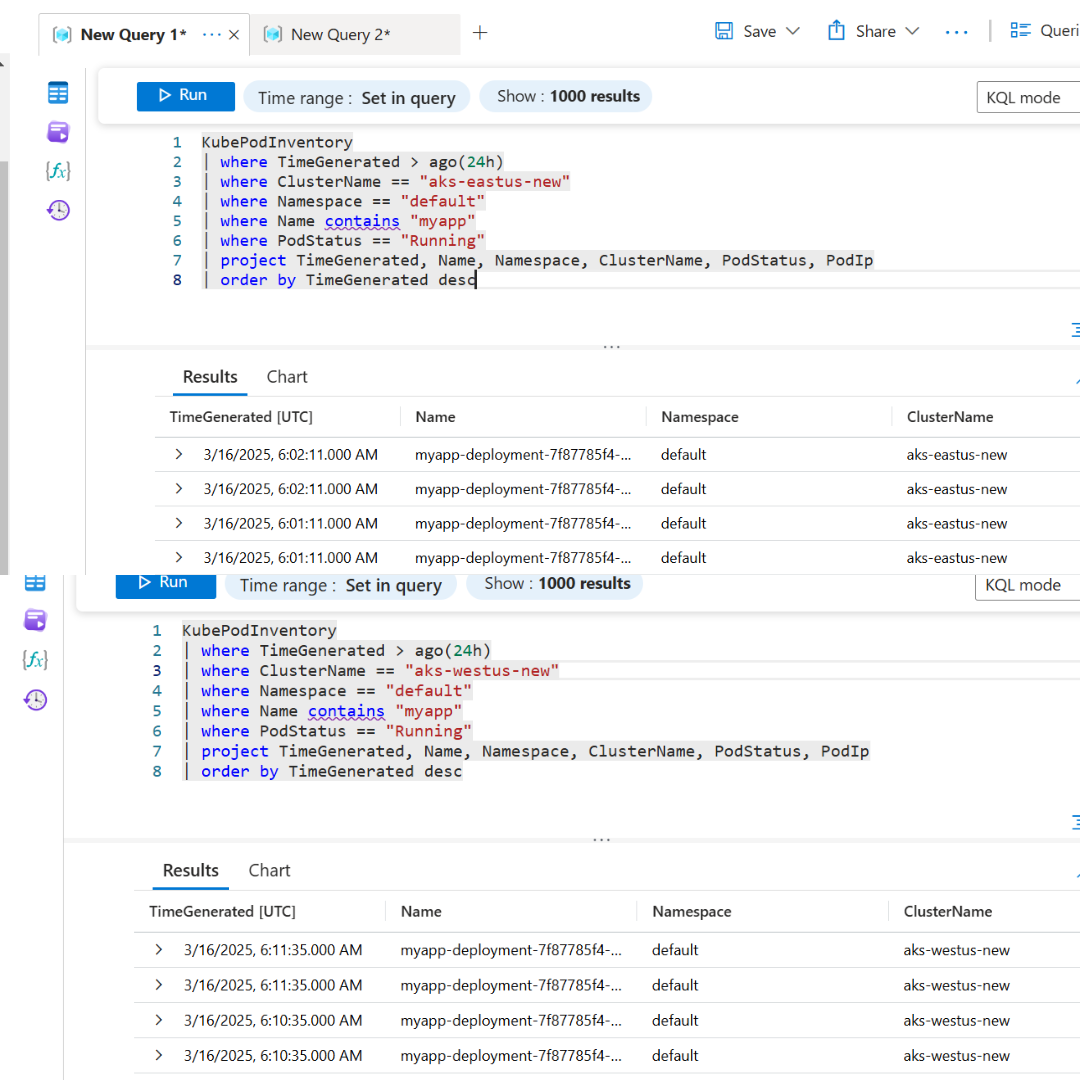 New Query 1* ··· × New Query 2* + Save Share ···
Run Time range : Set in query Show : 1000 results KQL mode
1 KubePodInventory
2 | where TimeGenerated > ago(24h)
3 | where ClusterName == "aks-eastus-new"
4 | where Namespace == "default"
5 | where Name contains "myapp"
6 | where PodStatus == "Running"
7 | project TimeGenerated, Name, Namespace, ClusterName, PodStatus, PodIp
8 | order by TimeGenerated desc
Results Chart
TimeGenerated [UTC] Name Namespace ClusterName
3/16/2025, 6:02:11.000 AM myapp-deployment-7f87785f4-... default aks-eastus-new
3/16/2025, 6:02:11.000 AM myapp-deployment-7f87785f4-... default aks-eastus-new
3/16/2025, 6:01:11.000 AM myapp-deployment-7f87785f4-... default aks-eastus-new
3/16/2025, 6:01:11.000 AM myapp-deployment-7f87785f4-... default aks-eastus-new
Run Time range : Set in query Show : 1000 results KQL mode
1 KubePodInventory
2 | where TimeGenerated > ago(24h)
3 | where ClusterName == "aks-westus-new"
4 | where Namespace == "default"
5 | where Name contains "myapp"
6 | where PodStatus == "Running"
7 | project TimeGenerated, Name, Namespace, ClusterName, PodStatus, PodIp
8 | order by TimeGenerated desc
Results Chart
TimeGenerated [UTC] Name Namespace ClusterName
3/16/2025, 6:11:35.000 AM myapp-deployment-7f87785f4-... default aks-westus-new
3/16/2025, 6:11:35.000 AM myapp-deployment-7f87785f4-... default aks-westus-new
3/16/2025, 6:10:35.000 AM myapp-deployment-7f87785f4-... default aks-westus-new
3/16/2025, 6:10:35.000 AM myapp-deployment-7f87785f4-... default aks-westus-new